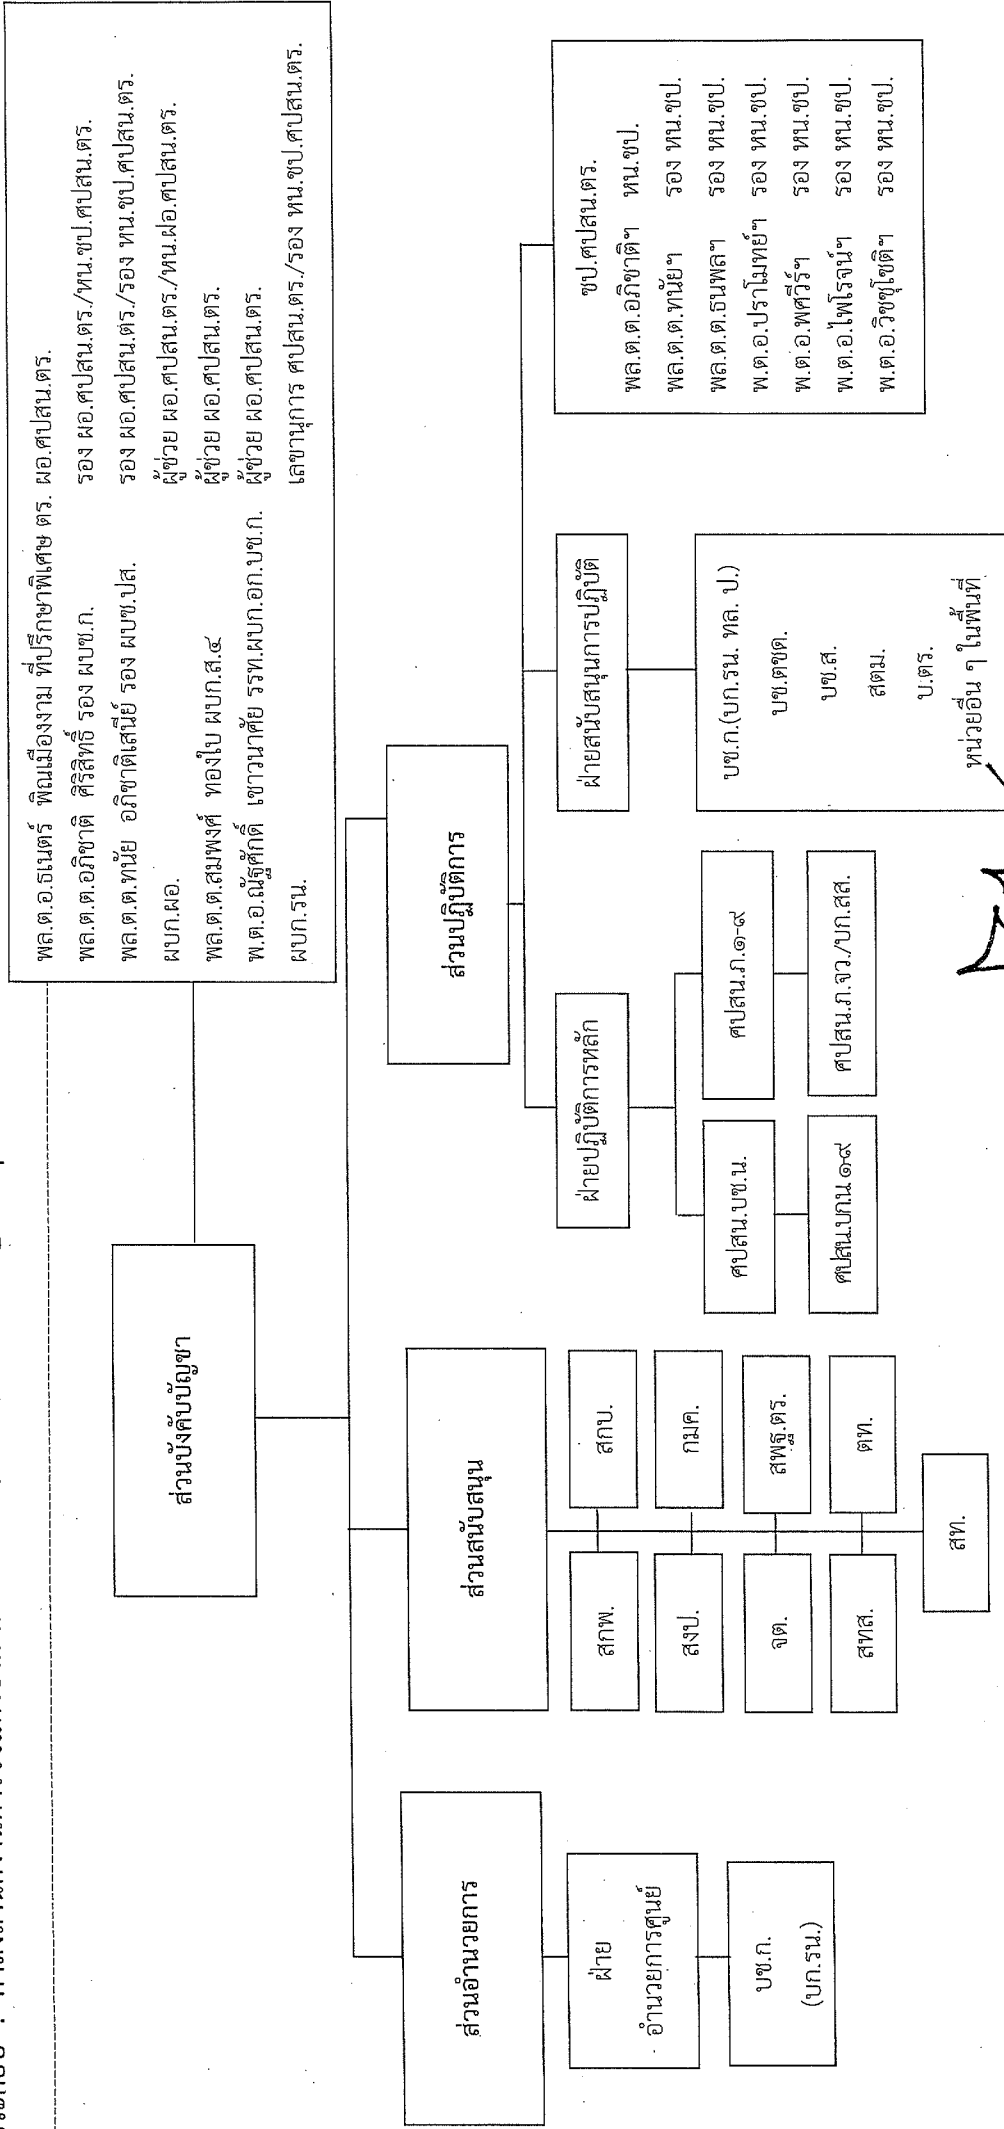 พล.ต.อ.ธเนตร์ พิณเมืองงาม ที่ปรึกษาพิเศษ ตร. ผอ.ศปสน.ตร.
พล.ต.ต.อภิชาติ ศิริสิทธิ์ รอง ผบช.ก. รอง ผอ.ศปสน.ตร./หน.ชป.ศปสน.ตร.
พล.ต.ต.ทนัย อภิชาติเสนีย์ รอง ผบช.ปส. รอง ผอ.ศปสน.ตร./รอง หน.ชป.ศปสน.ตร.
ผบก.ผอ. ผู้ช่วย ผอ.ศปสน.ตร./หน.ฝอ.ศปสน.ตร.
พล.ต.ต.สมพงศ์ ทองใบ ผบก.ส.๔ ผู้ช่วย ผอ.ศปสน.ตร.
พ.ต.อ.ณัฐศักดิ์ เชาวนาศัย รรท.ผบก.อก.บช.ก. ผู้ช่วย ผอ.ศปสน.ตร.
ผบก.รน. เลขานุการ ศปสน.ตร./รอง หน.ชป.ศปสน.ตร.
ส่วนบังคับบัญชา
ส่วนอำนวยการ
ฝ่าย
อำนวยการศูนย์
บช.ก.
(บก.รน.)
ส่วนสนับสนุน
สกพ.
สกบ.
สงป.
กมค.
จต.
สพฐ.ตร.
สทส.
ตท.
สท.
ส่วนปฏิบัติการ
ฝ่ายปฏิบัติการหลัก
ศปสน.บช.น.
ศปสน.บก.น.๑-๙
ศปสน.ภ.๑-๙
ศปสน.ภ.จว./บก.สส.
ฝ่ายสนับสนุนการปฏิบัติ
บช.ก.(บก.รน. ทล. ป.)
บช.ตชด.
บช.ส.
สตม.
บ.ตร.
หน่วยอื่น ๆ ในพื้นที่
ชป.ศปสน.ตร.
พล.ต.ต.อภิชาติฯ หน.ชป.
พล.ต.ต.ทนัยฯ รอง หน.ชป.
พล.ต.ต.ธนพลฯ รอง หน.ชป.
พ.ต.อ.ปราโมทย์ฯ รอง หน.ชป.
พ.ต.อ.พศวีร์ฯ รอง หน.ชป.
พ.ต.อ.ไพโรจน์ฯ รอง หน.ชป.
พ.ต.อ.วิชชุโชติฯ รอง หน.ชป.